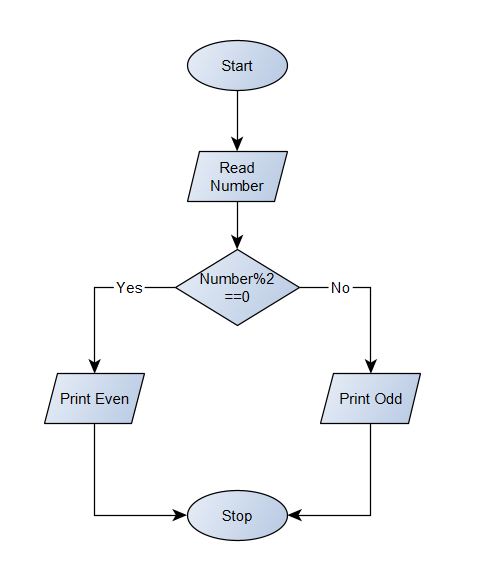 Start
Read
Number
Number%2
==0
Yes
No
Print Even
Print Odd
Stop